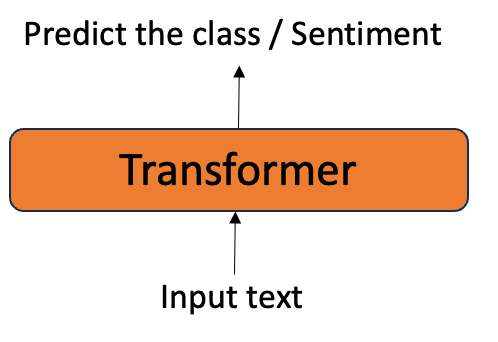 Predict the class / Sentiment
Transformer
Input text